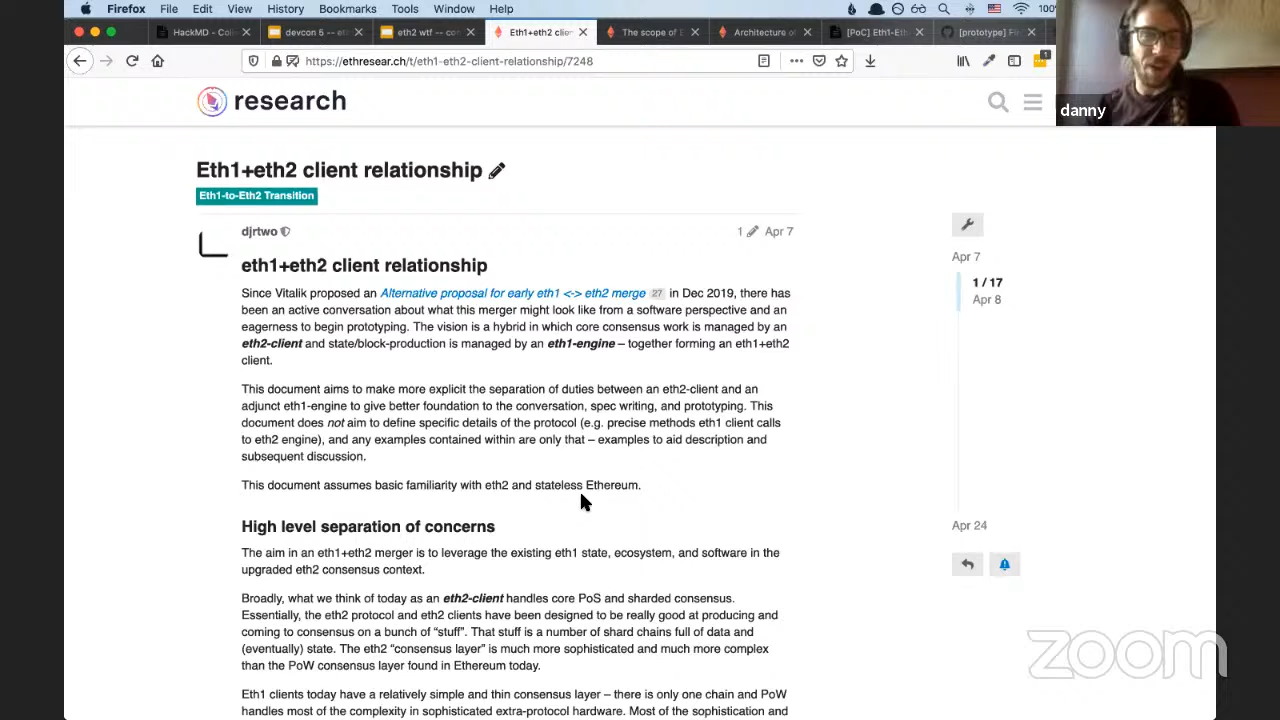 Firefox File Edit View History Bookmarks Tools Window Help 100
HackMD - Col
devcon 5 -- et
eth2 wtf -- co
Eth1+eth2 clien
The scope of E
Architecture of
[PoC] Eth1-Eth
[prototype] Eth
https://ethresear.ch/t/eth1-eth2-client-relationship/7248
1
danny
research
Eth1+eth2 client relationship
Eth1-to-Eth2 Transition
djrtwo
1 Apr 7
eth1+eth2 client relationship
Since Vitalik proposed an Alternative proposal for early eth1 <-> eth2 merge 27 in Dec 2019, there has
been an active conversation about what this merger might look like from a software perspective and an
eagerness to begin prototyping. The vision is a hybrid in which core consensus work is managed by an
eth2-client and state/block-production is managed by an eth1-engine – together forming an eth1+eth2
client.
This document aims to make more explicit the separation of duties between an eth2-client and an
adjunct eth1-engine to give better foundation to the conversation, spec writing, and prototyping. This
document does not aim to define specific details of the protocol (e.g. precise methods eth1 client calls
to eth2 engine), and any examples contained within are only that – examples to aid description and
subsequent discussion.
This document assumes basic familiarity with eth2 and stateless Ethereum.
High level separation of concerns
The aim in an eth1+eth2 merger is to leverage the existing eth1 state, ecosystem, and software in the
upgraded eth2 consensus context.
Broadly, what we think of today as an eth2-client handles core PoS and sharded consensus.
Essentially, the eth2 protocol and eth2 clients have been designed to be really good at producing and
coming to consensus on a bunch of “stuff”. That stuff is a number of shard chains full of data and
(eventually) state. The eth2 “consensus layer” is much more sophisticated and much more complex
than the PoW consensus layer found in Ethereum today.
Eth1 clients today have a relatively simple and thin consensus layer – there is only one chain and PoW
handles most of the complexity in sophisticated extra-protocol hardware. Most of the sophistication and
Apr 7
1 / 17
Apr 8
Apr 24
zoom